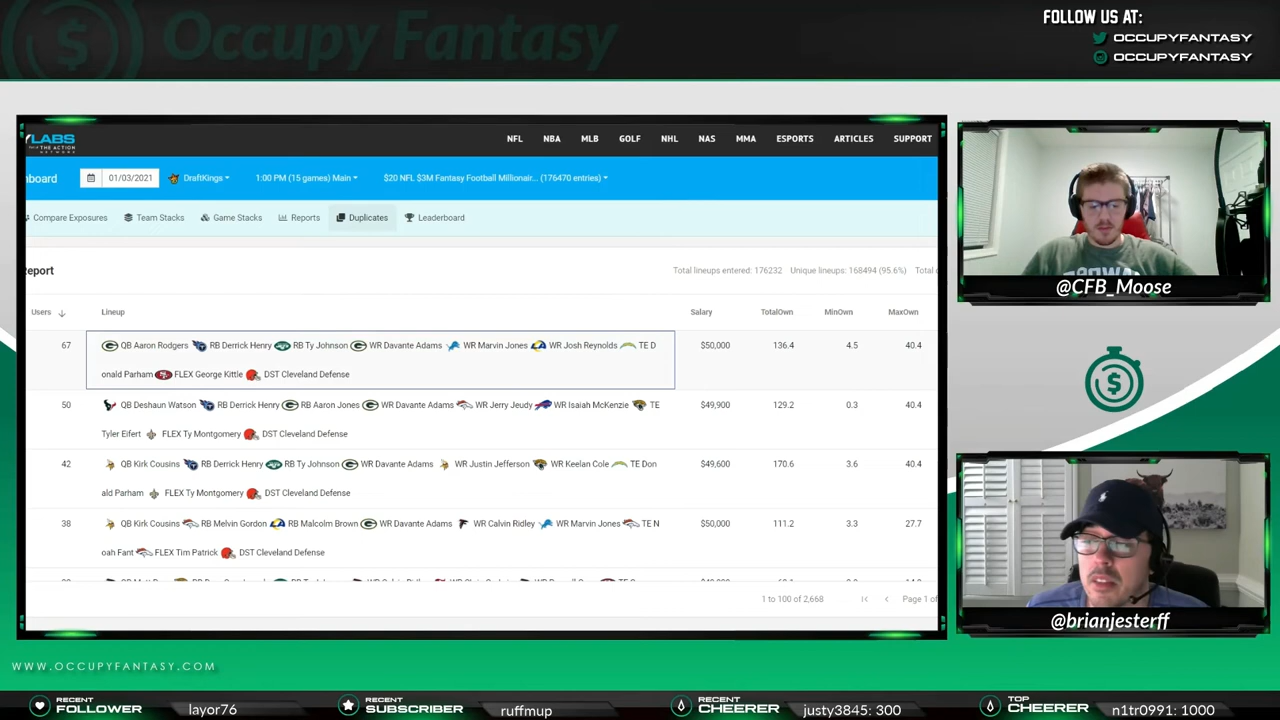 Occupy Fantasy
FOLLOW US AT:
OCCUPYFANTASY
OCCUPYFANTASY
LABS
THE ACTION
NETWORK
NFL NBA MLB GOLF NHL NAS MMA ESPORTS ARTICLES SUPPORT
board 01/03/2021 DraftKings 1:00 PM (15 games) Main $20 NFL $3M Fantasy Football Millionair... (176470 entries)
Compare Exposures Team Stacks Game Stacks Reports Duplicates Leaderboard
Report Total lineups entered: 176232 Unique lineups: 168494 (95.6%) Total
Users Lineup Salary TotalOwn MinOwn MaxOwn
67 QB Aaron Rodgers RB Derrick Henry RB Ty Johnson WR Davante Adams WR Marvin Jones WR Josh Reynolds TE D $50,000 136.4 4.5 40.4
onald Parham FLEX George Kittle DST Cleveland Defense
50 QB Deshaun Watson RB Derrick Henry RB Aaron Jones WR Davante Adams WR Jerry Jeudy WR Isaiah McKenzie TE $49,900 129.2 0.3 40.4
Tyler Eifert FLEX Ty Montgomery DST Cleveland Defense
42 QB Kirk Cousins RB Derrick Henry RB Ty Johnson WR Davante Adams WR Justin Jefferson WR Keelan Cole TE Don $49,600 170.6 3.6 40.4
ald Parham FLEX Ty Montgomery DST Cleveland Defense
38 QB Kirk Cousins RB Melvin Gordon RB Malcolm Brown WR Davante Adams WR Calvin Ridley WR Marvin Jones TE N $50,000 111.2 3.3 27.7
oah Fant FLEX Tim Patrick DST Cleveland Defense
1 to 100 of 2,668 Page 1 of
@CFB_Moose
@brianjesterff
WWW.OCCUPYFANTASY.COM
RECENT FOLLOWER layor76
RECENT SUBSCRIBER ruffmup
RECENT CHEERER justy3845: 300
TOP CHEERER n1tr0991: 1000